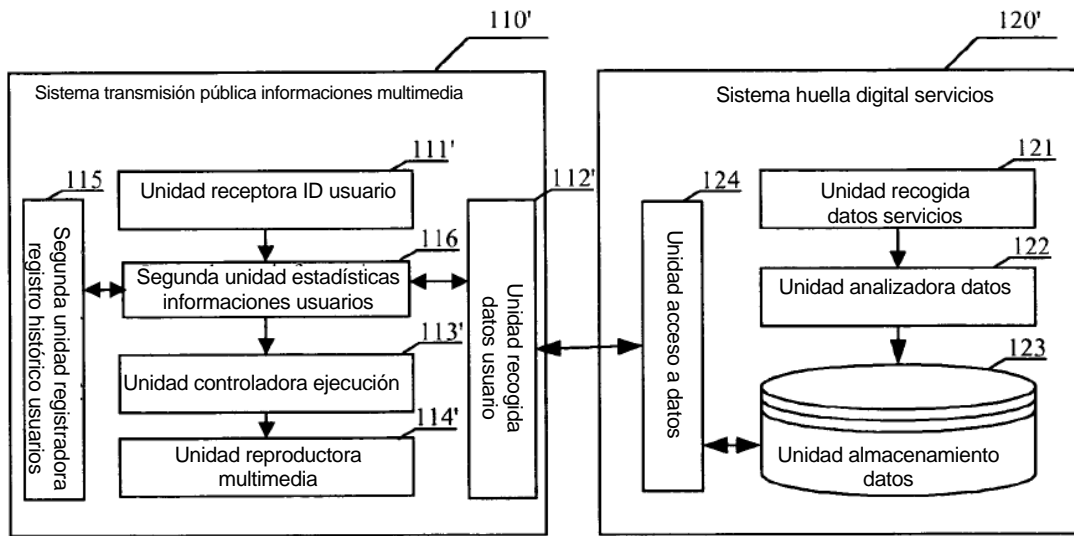 110'
120'
Sistema transmisión pública informaciones multimedia
Sistema huella digital servicios
111'
Unidad receptora ID usuario
115
Segunda unidad registradora
registro histórico usuarios
116
Segunda unidad estadísticas
informaciones usuarios
113'
Unidad controladora ejecución
114'
Unidad reproductora
multimedia
112'
Unidad recogida
datos usuario
124
Unidad acceso a datos
121
Unidad recogida
datos servicios
122
Unidad analizadora datos
123
Unidad almacenamiento
datos